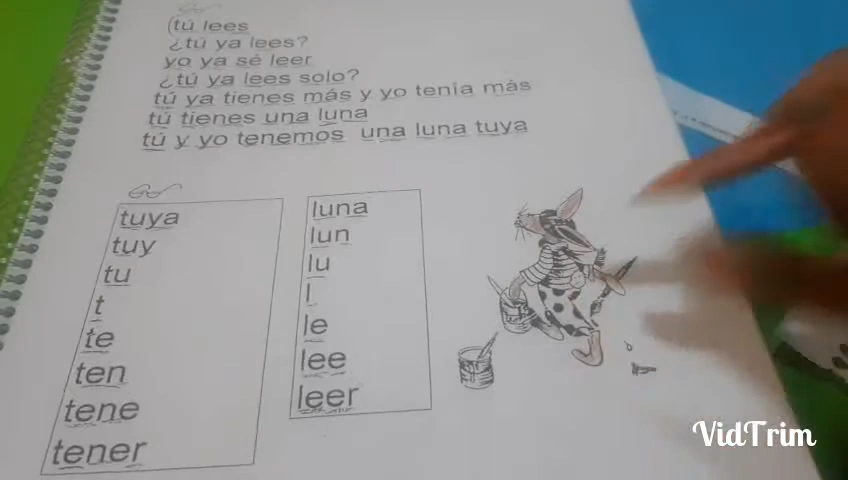 tú lees
¿tú ya lees?
yo ya sé leer
¿tú ya lees solo?
tú ya tienes más y yo tenía más
tú tienes una luna
tú y yo tenemos una luna tuya
tuya
tuy
tu
t
te
ten
tene
tener
luna
lun
lu
l
le
lee
leer
VidTrim